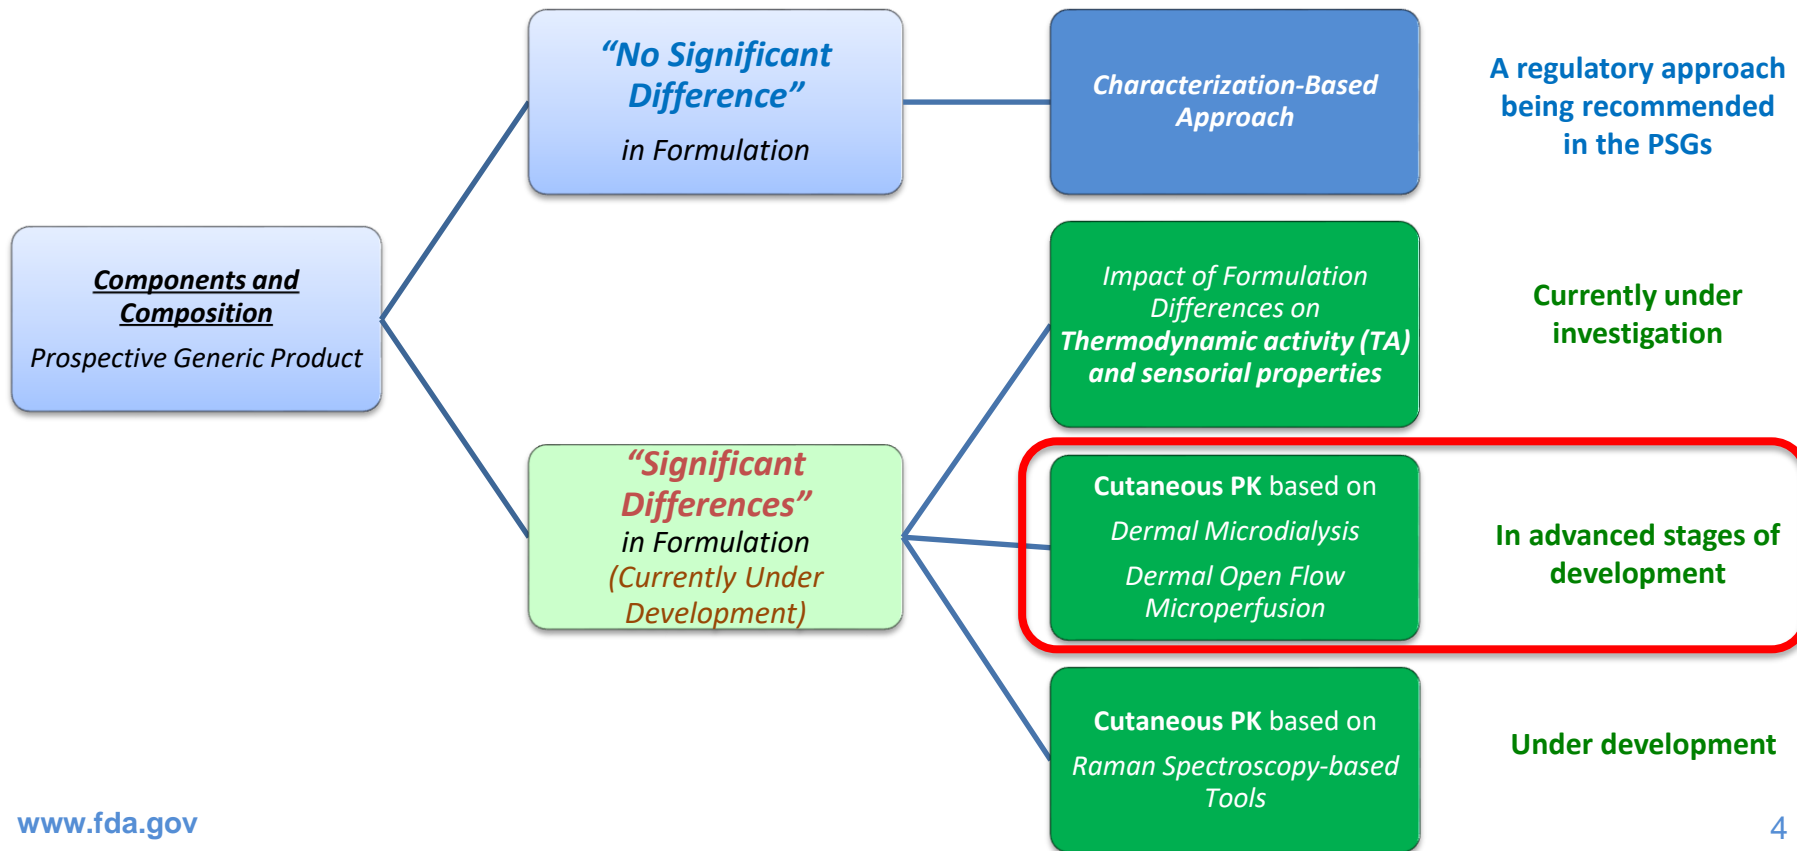 Components and
Composition
Prospective Generic Product
“No Significant
Difference”
in Formulation
Characterization-Based
Approach
A regulatory approach
being recommended
in the PSGs
“Significant
Differences”
in Formulation
(Currently Under
Development)
Impact of Formulation
Differences on
Thermodynamic activity (TA)
and sensorial properties
Currently under
investigation
Cutaneous PK based on
Dermal Microdialysis
Dermal Open Flow
Microperfusion
In advanced stages of
development
Cutaneous PK based on
Raman Spectroscopy-based
Tools
Under development
www.fda.gov
4